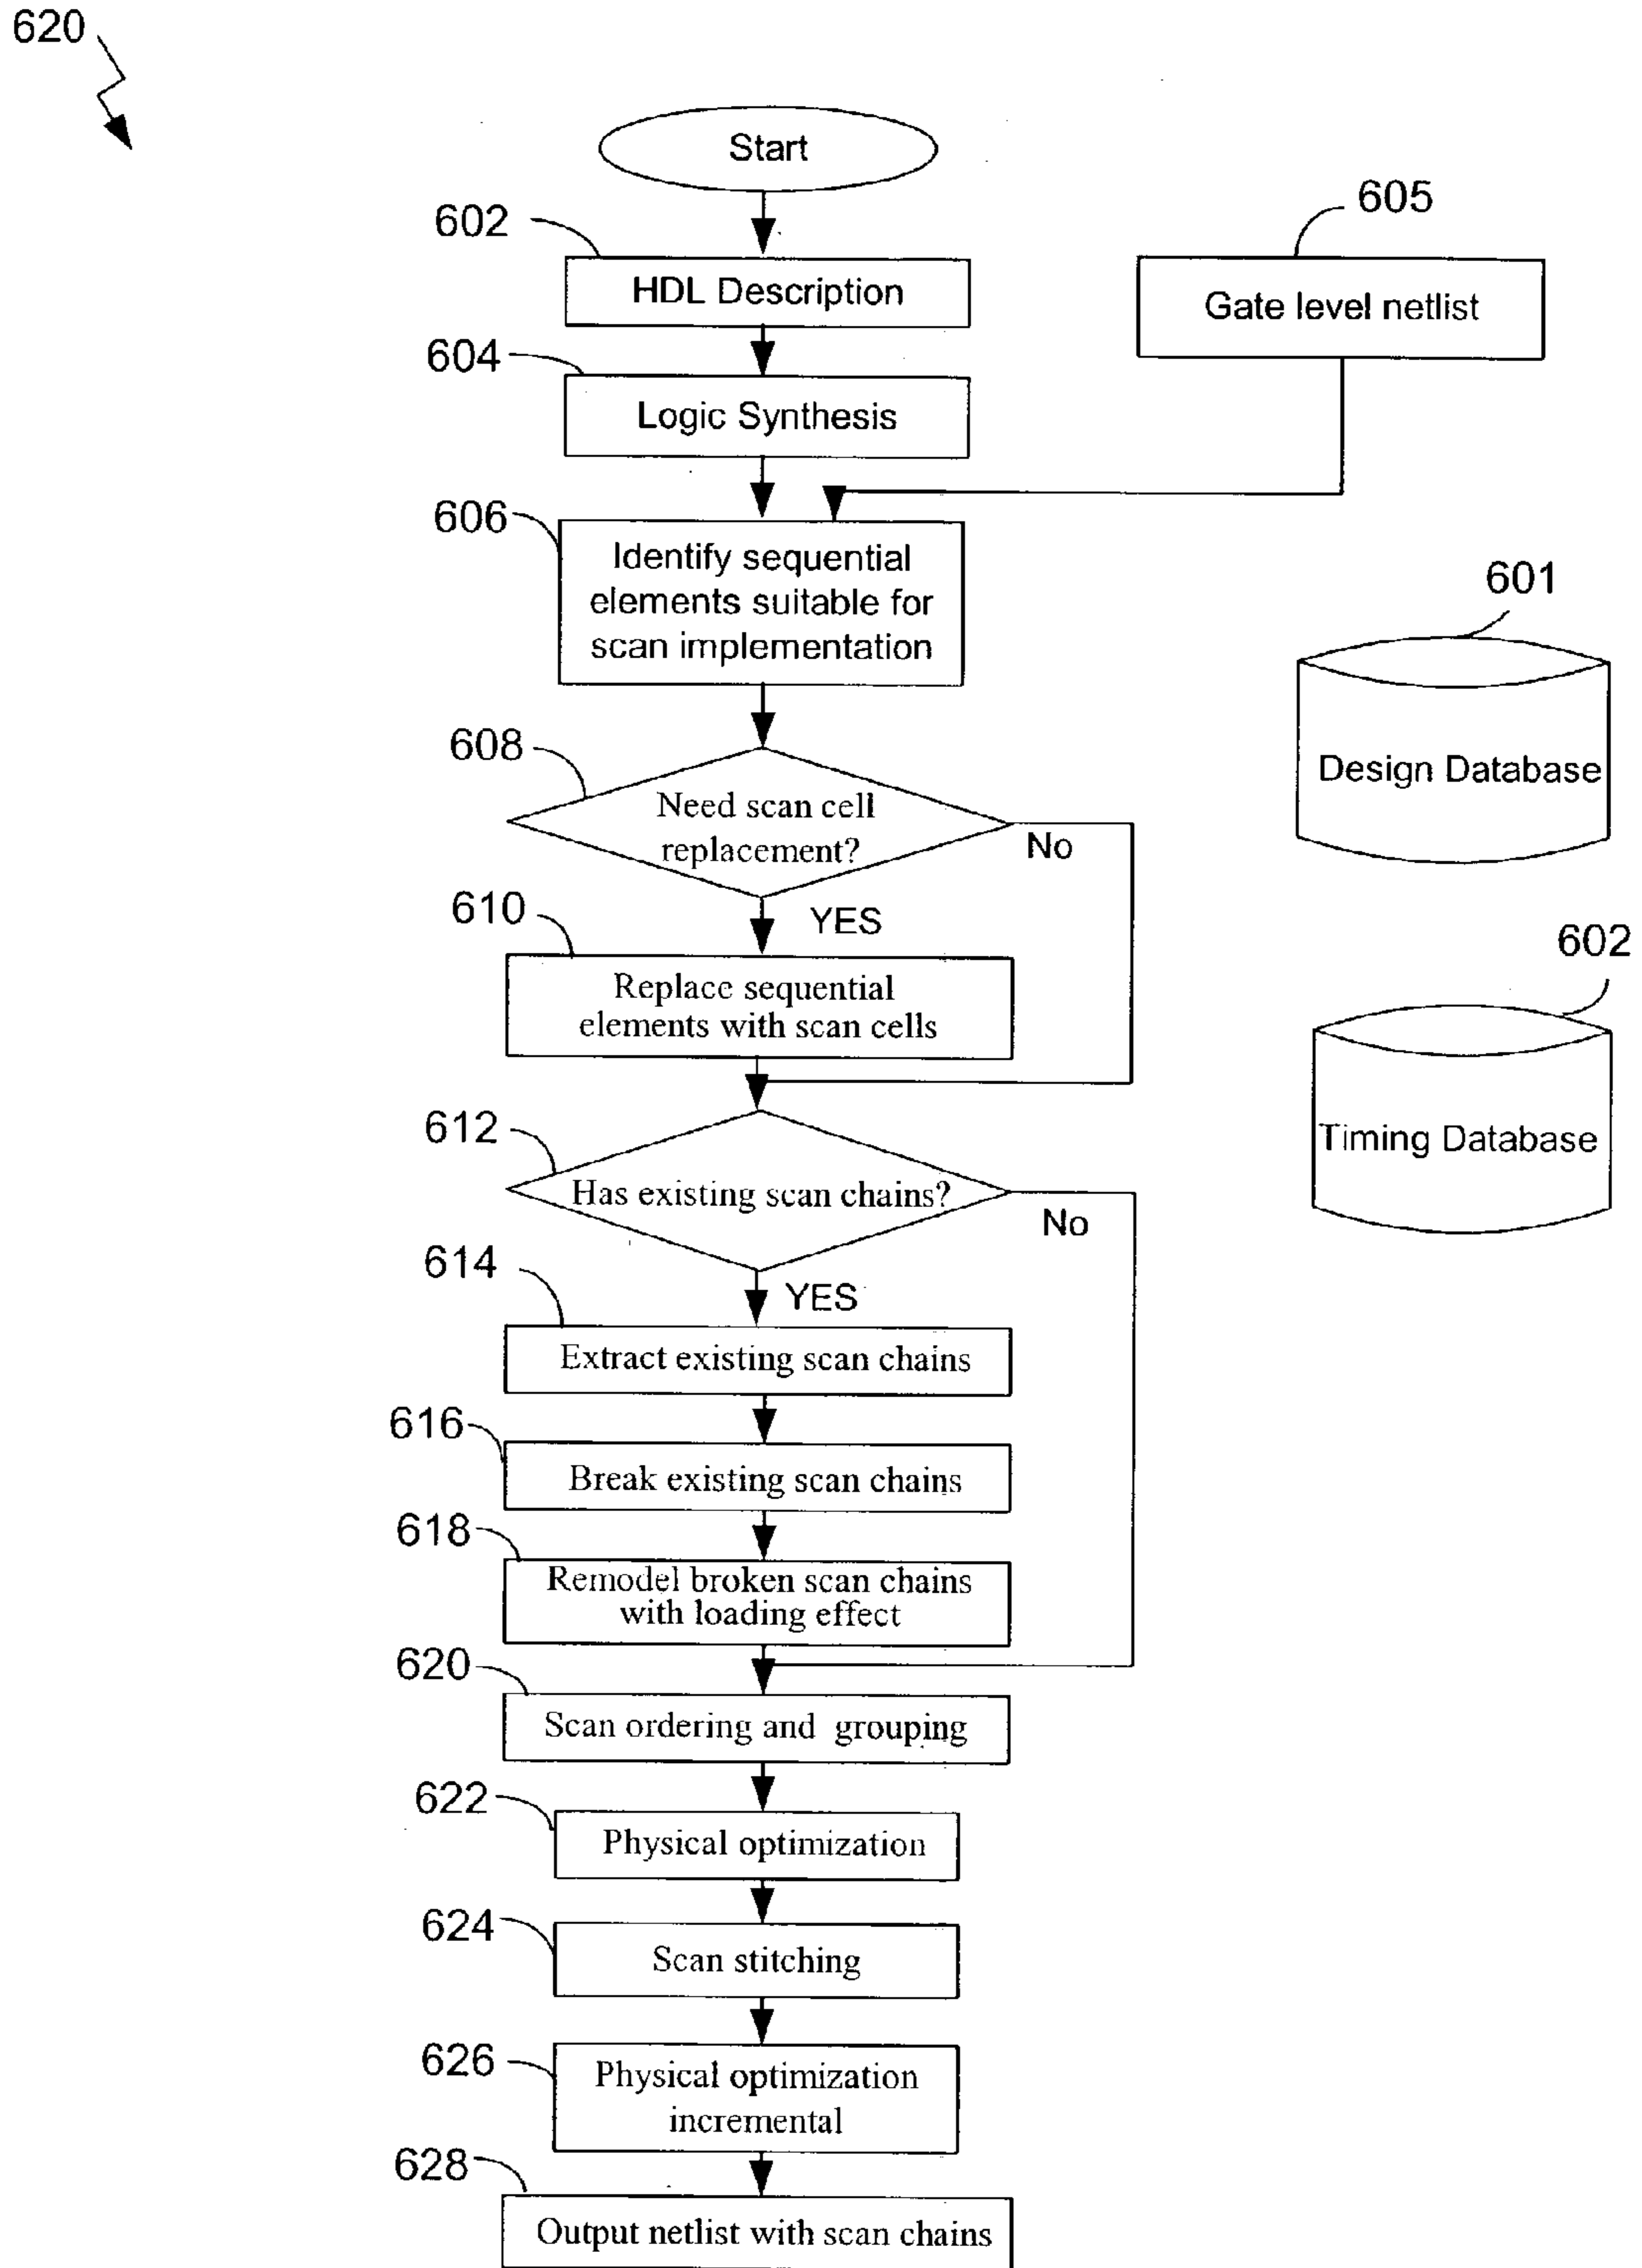 620
Start
602
HDL Description
605
Gate level netlist
604
Logic Synthesis
606
Identify sequential
elements suitable for
scan implementation
601
Design Database
608
Need scan cell
replacement?
No
YES
610
Replace sequential
elements with scan cells
602
Timing Database
612
Has existing scan chains?
No
YES
614
Extract existing scan chains
616
Break existing scan chains
618
Remodel broken scan chains
with loading effect
620
Scan ordering and grouping
622
Physical optimization
624
Scan stitching
626
Physical optimization
incremental
628
Output netlist with scan chains